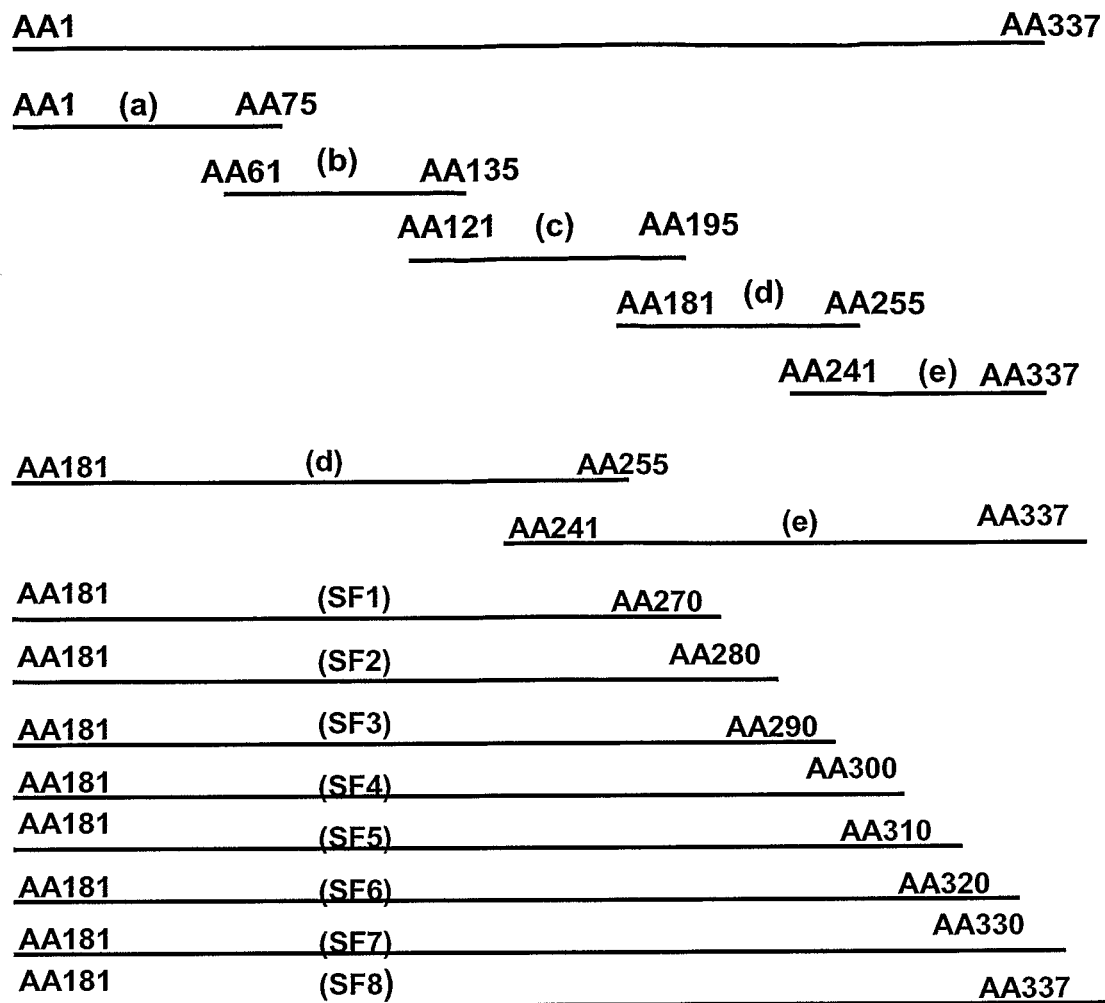 AA1 AA337
AA1 (a) AA75
AA61 (b) AA135
AA121 (c) AA195
AA181 (d) AA255
AA241 (e) AA337
AA181 (d) AA255
AA241 (e) AA337
AA181 (SF1) AA270
AA181 (SF2) AA280
AA181 (SF3) AA290
AA181 (SF4) AA300
AA181 (SF5) AA310
AA181 (SF6) AA320
AA181 (SF7) AA330
AA181 (SF8) AA337